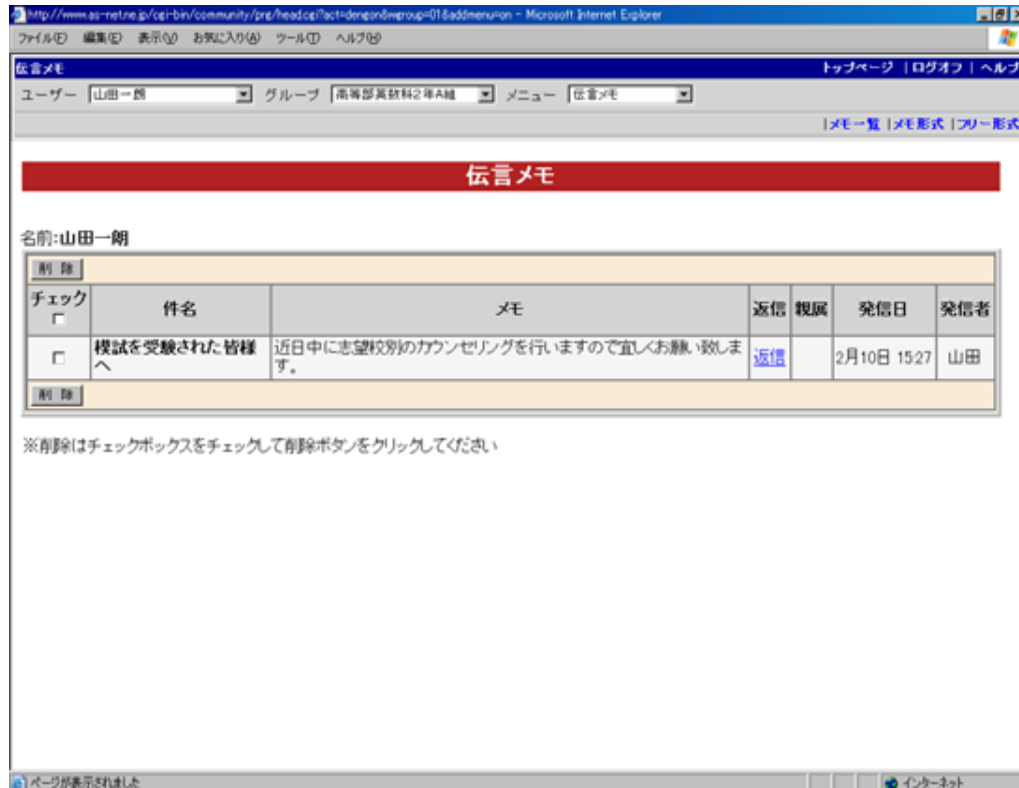 http://www.as-net.ne.jp/cgi-bin/community/pre/head.cgi?act=dengon&wgroup=01&addmenu=on - Microsoft Internet Explorer
ファイル(F) 編集(E) 表示(V) お気に入り(A) ツール(T) ヘルプ(H)
伝言メモ トップページ | ログオフ | ヘルプ
ユーザー 山田一朗 グループ 高等部英数科2年A組 メニュー 伝言メモ
|メモ一覧 |メモ形式 |フリー形式
伝言メモ
名前:山田一朗
削 除
チェック 件名 メモ 返信 親展 発信日 発信者
模試を受験された皆様
へ
近日中に志望校別のカウンセリングを行いますので宜しくお願い致しま
す。
返信 2月10日 15:27 山田
削 除
※削除はチェックボックスをチェックして削除ボタンをクリックしてください
ページが表示されました インターネット